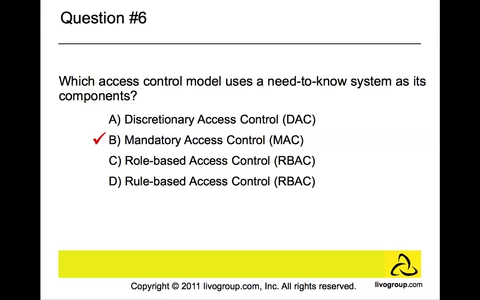 Question #6
Which access control model uses a need-to-know system as its
components?
A) Discretionary Access Control (DAC)
B) Mandatory Access Control (MAC)
C) Role-based Access Control (RBAC)
D) Rule-based Access Control (RBAC)
Copyright © 2011 livogroup.com, Inc. All rights reserved.
livogroup.com